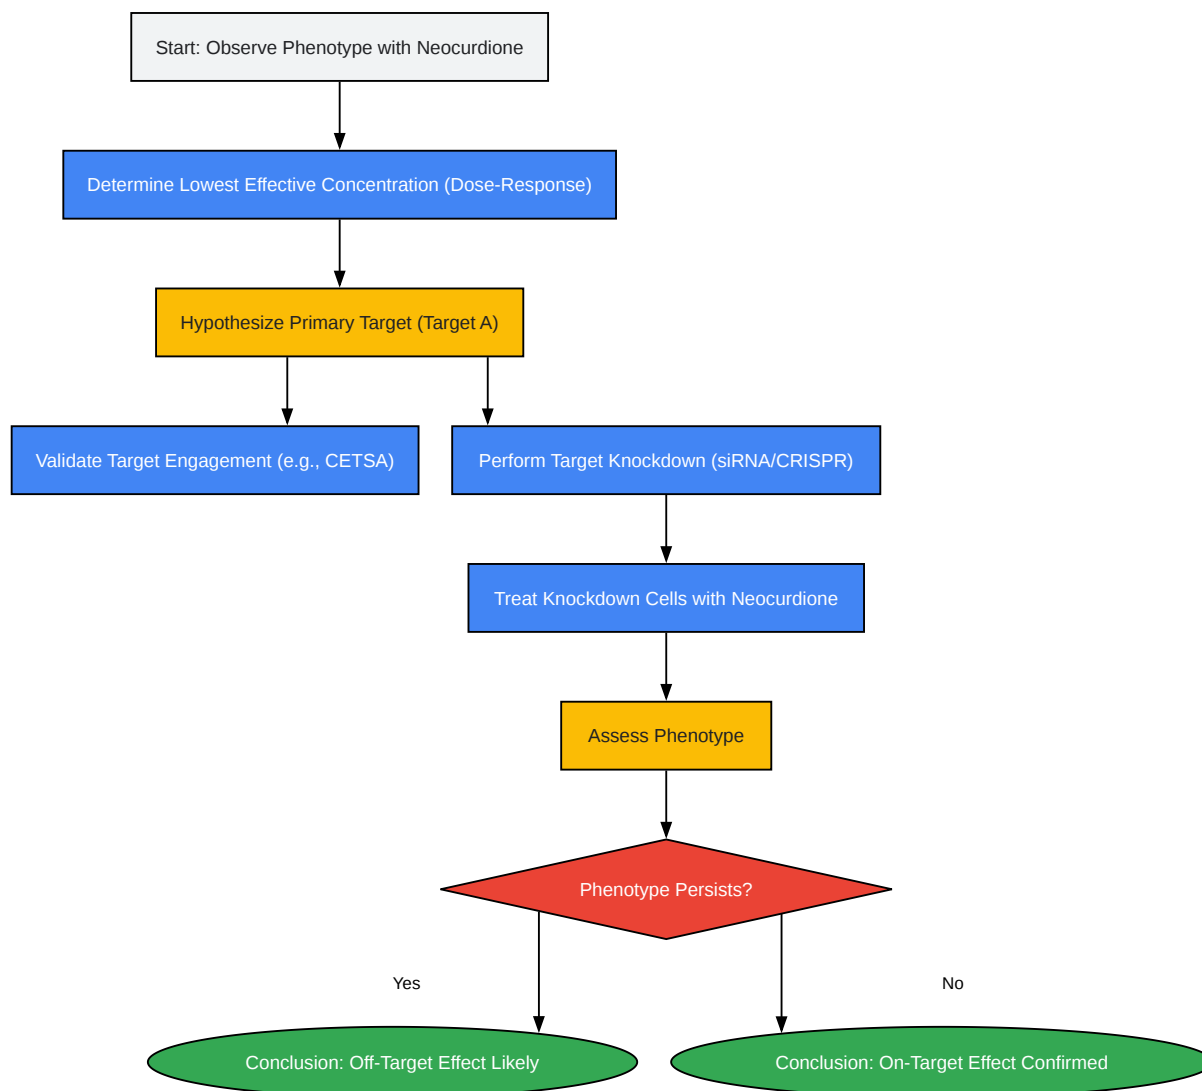 Start: Observe Phenotype with Neocurdione
Determine Lowest Effective Concentration (Dose-Response)
Hypothesize Primary Target (Target A)
Validate Target Engagement (e.g., CETSA)
Perform Target Knockdown (siRNA/CRISPR)
Treat Knockdown Cells with Neocurdione
Assess Phenotype
Phenotype Persists?
Yes
No
Conclusion: Off-Target Effect Likely
Conclusion: On-Target Effect Confirmed